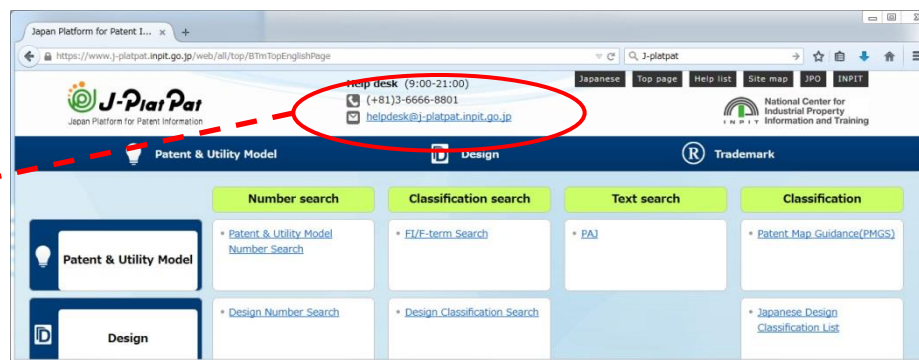 Japan Platform for Patent I... × +
https://www.j-platpat.inpit.go.jp/web/all/top/BTmTopEnglishPage
J-platpat
J-PlatPat
Japan Platform for Patent Information
Help desk (9:00-21:00)
(+81)3-6666-8801
helpdesk@j-platpat.inpit.go.jp
Japanese Top page Help list Site map JPO INPIT
INPIT
National Center for
Industrial Property
Information and Training
Patent & Utility Model Design Trademark
Number search Classification search Text search Classification
Patent & Utility Model
Patent & Utility Model
Number Search
FI/F-term Search
PAJ
Patent Map Guidance(PMGS)
Design
Design Number Search
Design Classification Search
Japanese Design
Classification List